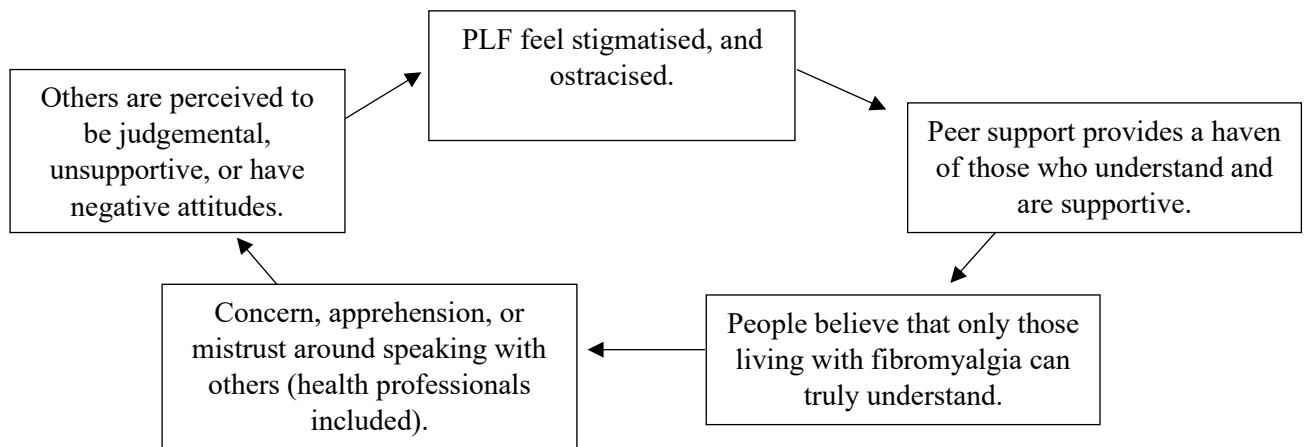 PLF feel stigmatised, and
ostracised.
Peer support provides a haven
of those who understand and
are supportive.
People believe that only those
living with fibromyalgia can
truly understand.
Concern, apprehension, or
mistrust around speaking with
others (health professionals
included).
Others are perceived to
be judgemental,
unsupportive, or have
negative attitudes.